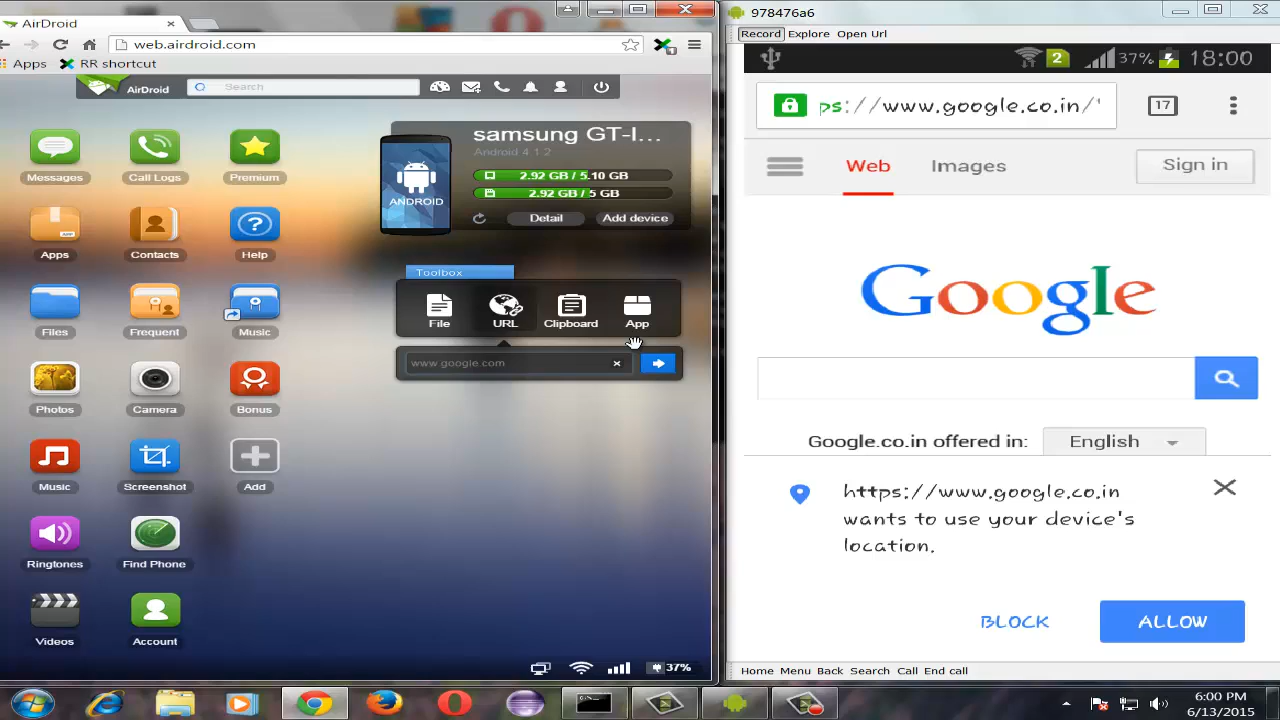 AirDroid
web.airdroid.com
Apps RR shortcut
AirDroid Search
Messages Call Logs Premium
Apps Contacts Help
Files Frequent Music
Photos Camera Bonus
Music Screenshot Add
Ringtones Find Phone
Videos Account
ANDROID
samsung GT-I...
Android 4.1.2
2.92 GB / 5.10 GB
2.92 GB / 5 GB
Detail Add device
Toolbox
File URL Clipboard App
www.google.com
37%
978476a6
Record Explore Open Url
2 37% 18:00
ps://www.google.co.in/ 17
Web Images Sign in
Google
Google.co.in offered in: English
https://www.google.co.in
wants to use your device's
location.
BLOCK ALLOW
Home Menu Back Search Call End call
6:00 PM
6/13/2015